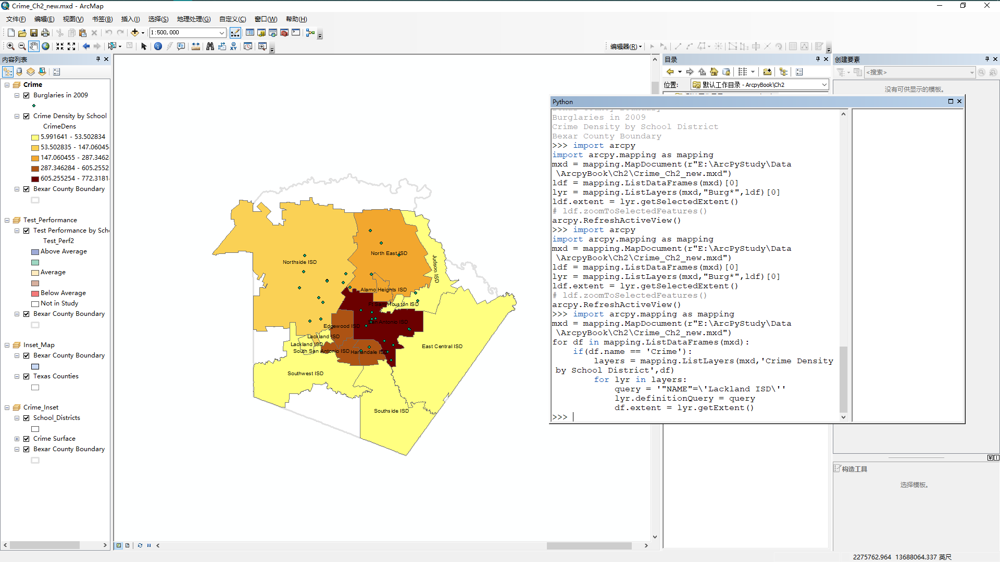 Crime_Ch2_new.mxd - ArcMap
文件(F) 编辑(E) 视图(V) 书签(B) 插入(I) 选择(S) 地理处理(G) 自定义(C) 窗口(W) 帮助(H)
1:500,000
编辑器(R)
内容列表
Crime
Burglaries in 2009
Crime Density by School
CrimeDens
5.991641 - 53.502834
53.502835 - 147.06045
147.060455 - 287.3462
287.346284 - 605.2552
605.255254 - 772.3181
Bexar County Boundary
Test_Performance
Test Performance by Sch
Test_Perf2
Above Average
Average
Below Average
Not in Study
Bexar County Boundary
Inset_Map
Bexar County Boundary
Texas Counties
Crime_Inset
School_Districts
Crime Surface
Bexar County Boundary
Northside ISD
North East ISD
Judson ISD
Alamo Heights ISD
Ft Sam Houston ISD
San Antonio ISD
Edgewood ISD
Lackland ISD
Lackland ISD
South San Antonio ISD
Harlandale ISD
East Central ISD
Southwest ISD
Southside ISD
目录
位置: 默认工作目录 - ArcpyBook\Ch2
创建要素
<搜索>
没有可供显示的模板。
Python
Burglaries in 2009
Crime Density by School District
Bexar County Boundary
>>> import arcpy
import arcpy.mapping as mapping
mxd = mapping.MapDocument(r"E:\ArcPyStudy\Data
\ArcpyBook\Ch2\Crime_Ch2_new.mxd")
ldf = mapping.ListDataFrames(mxd)[0]
lyr = mapping.ListLayers(mxd,"Burg*",ldf)[0]
ldf.extent = lyr.getSelectedExtent()
# ldf.zoomToSelectedFeatures()
arcpy.RefreshActiveView()
>>> import arcpy
import arcpy.mapping as mapping
mxd = mapping.MapDocument(r"E:\ArcPyStudy\Data
\ArcpyBook\Ch2\Crime_Ch2_new.mxd")
ldf = mapping.ListDataFrames(mxd)[0]
lyr = mapping.ListLayers(mxd,"Burg*",ldf)[0]
ldf.extent = lyr.getSelectedExtent()
# ldf.zoomToSelectedFeatures()
arcpy.RefreshActiveView()
>>> import arcpy.mapping as mapping
mxd = mapping.MapDocument(r"E:\ArcPyStudy\Data
\ArcpyBook\Ch2\Crime_Ch2_new.mxd")
for df in mapping.ListDataFrames(mxd):
    if(df.name == 'Crime'):
        layers = mapping.ListLayers(mxd,'Crime Density
by School District',df)
        for lyr in layers:
            query = '"NAME"=\'Lackland ISD\''
            lyr.definitionQuery = query
            df.extent = lyr.getExtent()
>>>
构造工具
选择模板。
2275762.964 13688064.337 英尺